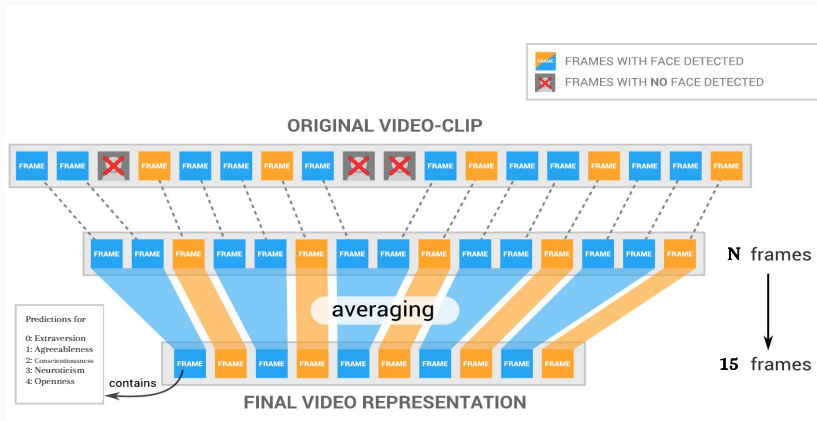 FRAME FRAMES WITH FACE DETECTED
FRAMES WITH NO FACE DETECTED
ORIGINAL VIDEO-CLIP
FRAME FRAME FRAME FRAME FRAME FRAME FRAME FRAME FRAME FRAME FRAME FRAME FRAME FRAME FRAME
FRAME FRAME FRAME FRAME FRAME FRAME FRAME FRAME FRAME FRAME FRAME FRAME FRAME FRAME FRAME
N frames
averaging
Predictions for
0: Extraversion
1: Agreeableness
2: Conscientiousness
3: Neuroticism
4: Openness
contains
FRAME FRAME FRAME FRAME FRAME FRAME FRAME FRAME FRAME FRAME
15 frames
FINAL VIDEO REPRESENTATION